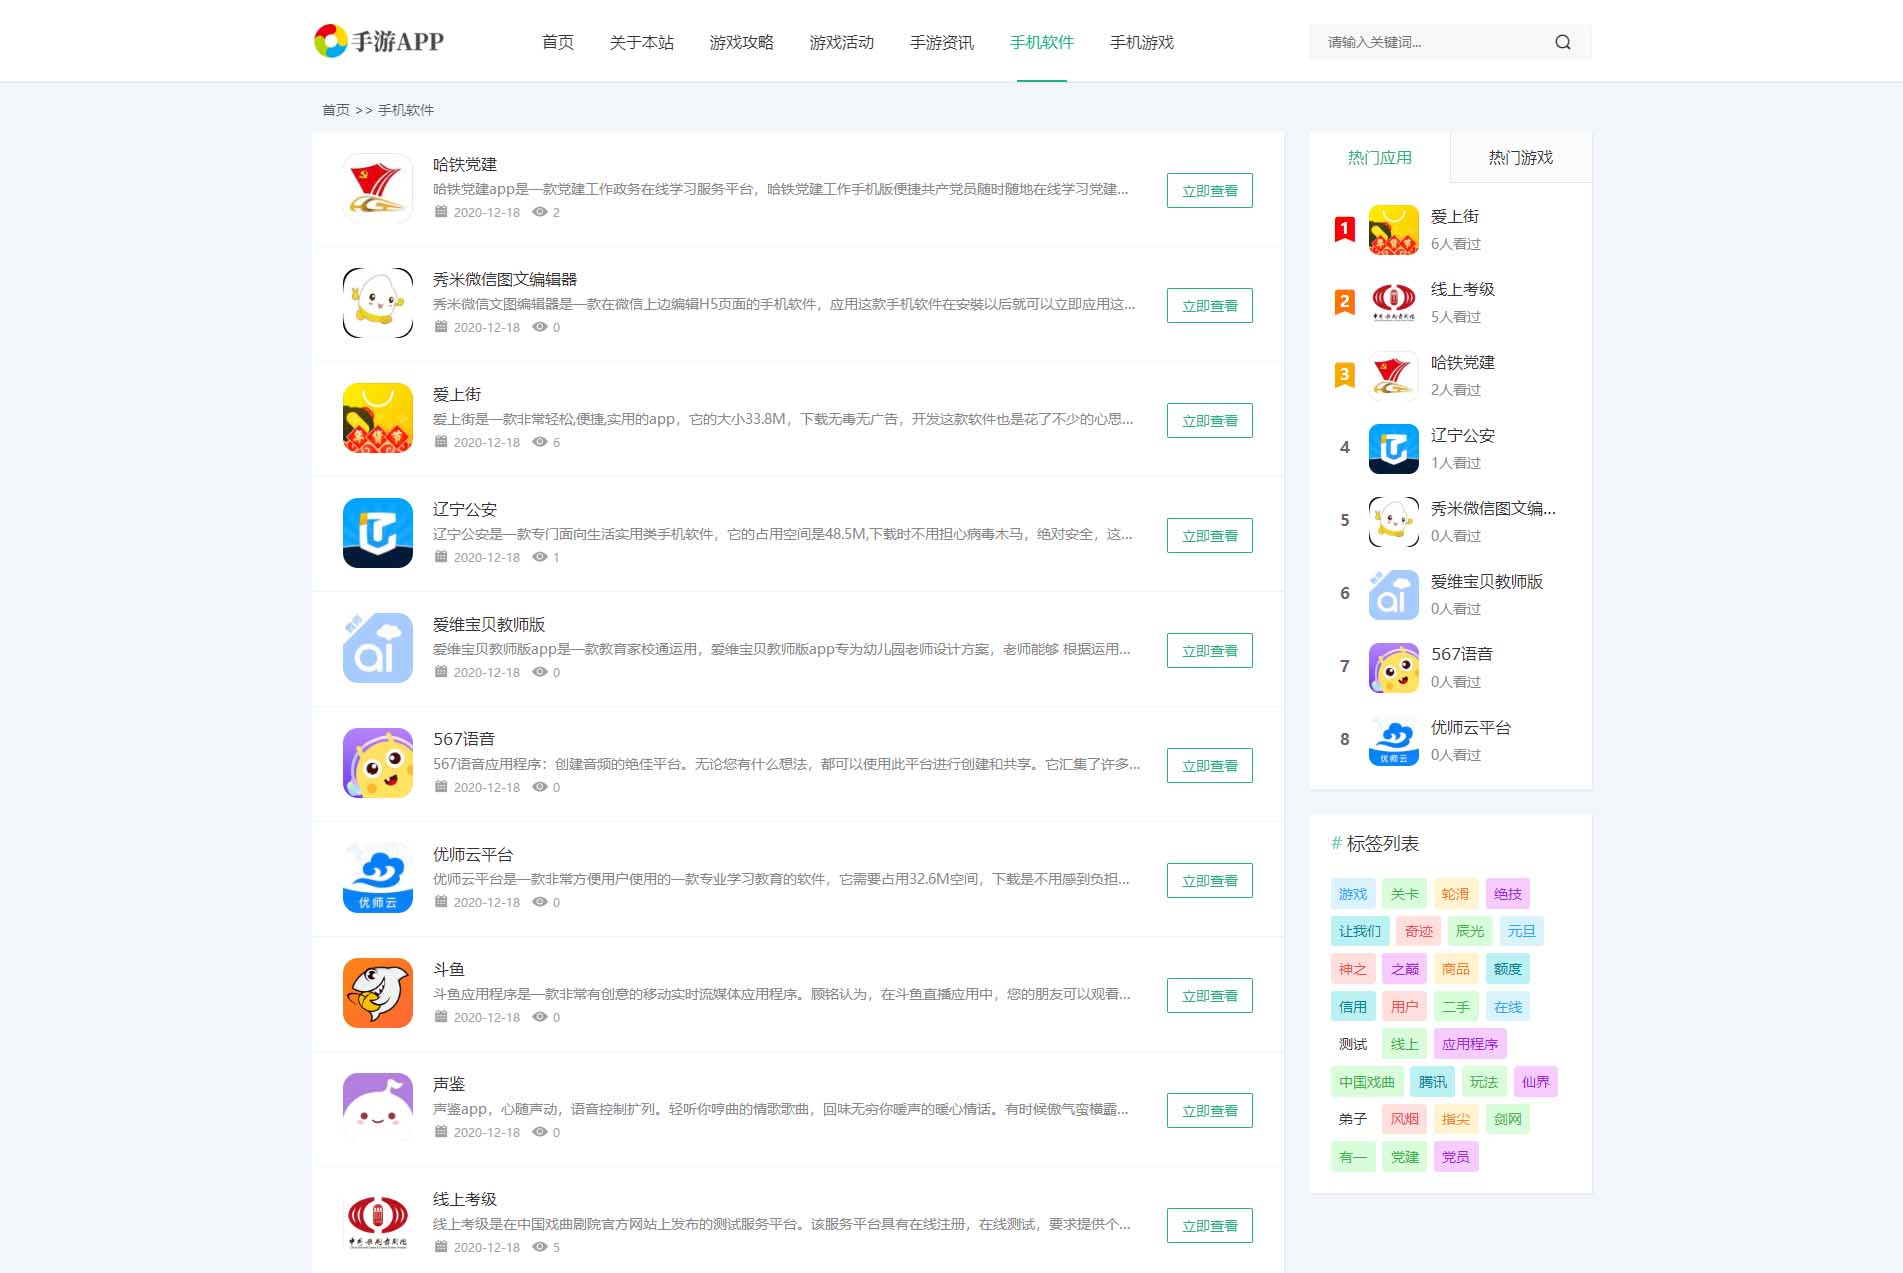 手游APP
首页 关于本站 游戏攻略 游戏活动 手游资讯 手机软件 手机游戏
请输入关键词...
首页 >> 手机软件
哈铁党建
哈铁党建app是一款党建工作政务在线学习服务平台，哈铁党建工作手机版便捷共产党员随时随地在线学习党建...
2020-12-18 2
立即查看
秀米微信图文编辑器
秀米微信文图编辑器是一款在微信上边编辑H5页面的手机软件，应用这款手机软件在安裝以后就可以立即应用这...
2020-12-18 0
立即查看
爱上街
爱上街是一款非常轻松,便捷,实用的app，它的大小33.8M，下载无毒无广告，开发这款软件也是花了不少的心思...
2020-12-18 6
立即查看
辽宁公安
辽宁公安是一款专门面向生活实用类手机软件，它的占用空间是48.5M,下载时不用担心病毒木马，绝对安全，这...
2020-12-18 1
立即查看
爱维宝贝教师版
爱维宝贝教师版app是一款教育家校通运用，爱维宝贝教师版app专为幼儿园老师设计方案，老师能够 根据运用...
2020-12-18 0
立即查看
567语音
567语音应用程序：创建音频的绝佳平台。无论您有什么想法，都可以使用此平台进行创建和共享。它汇集了许多...
2020-12-18 0
立即查看
优师云
优师云平台
优师云平台是一款非常方便用户使用的一款专业学习教育的软件，它需要占用32.6M空间，下载是不用感到负担...
2020-12-18 0
立即查看
斗鱼
斗鱼应用程序是一款非常有创意的移动实时流媒体应用程序。顾铭认为，在斗鱼直播应用中，您的朋友可以观看...
2020-12-18 0
立即查看
声鉴
声鉴app，心随声动，语音控制扩列。轻听你哼曲的情歌歌曲，回味无穷你暖声的暖心情话。有时候傲气蛮横霸...
2020-12-18 0
立即查看
线上考级
线上考级是在中国戏曲剧院官方网站上发布的测试服务平台。该服务平台具有在线注册，在线测试，要求提供个...
2020-12-18 5
立即查看
热门应用 热门游戏
1 爱上街
6人看过
2 线上考级
5人看过
3 哈铁党建
2人看过
4 辽宁公安
1人看过
5 秀米微信图文编...
0人看过
6 爱维宝贝教师版
0人看过
7 567语音
0人看过
8 优师云平台
0人看过
优师云
# 标签列表
游戏 关卡 轮滑 绝技
让我们 奇迹 辰光 元旦
神之 之巅 商品 额度
信用 用户 二手 在线
测试 线上 应用程序
中国戏曲 腾讯 玩法 仙界
弟子 风烟 指尖 剑网
有一 党建 党员